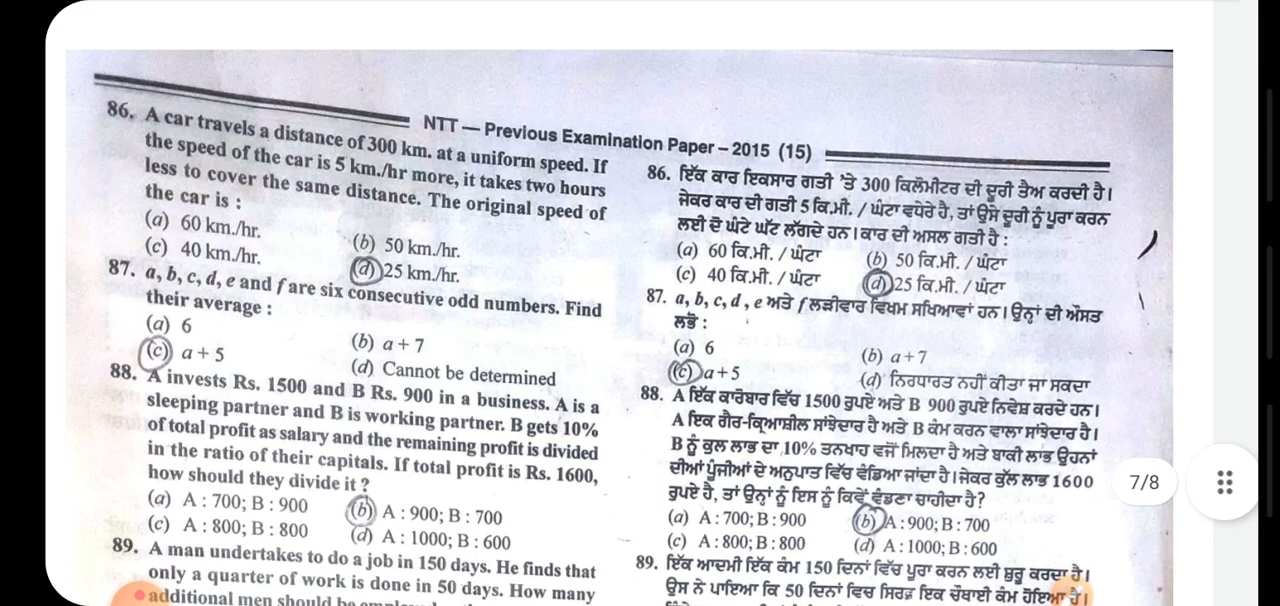 NTT — Previous Examination Paper – 2015 (15)
86. A car travels a distance of 300 km. at a uniform speed. If
the speed of the car is 5 km./hr more, it takes two hours
less to cover the same distance. The original speed of
the car is :
(a) 60 km./hr.
(b) 50 km./hr.
(c) 40 km./hr.
(d) 25 km./hr.
87. a, b, c, d, e and f are six consecutive odd numbers. Find
their average :
(a) 6
(b) a + 7
(c) a + 5
(d) Cannot be determined
88. A invests Rs. 1500 and B Rs. 900 in a business. A is a
sleeping partner and B is working partner. B gets 10%
of total profit as salary and the remaining profit is divided
in the ratio of their capitals. If total profit is Rs. 1600,
how should they divide it ?
(a) A : 700; B : 900
(b) A : 900; B : 700
(c) A : 800; B : 800
(d) A : 1000; B : 600
89. A man undertakes to do a job in 150 days. He finds that
only a quarter of work is done in 50 days. How many
additional men should be
86. ਇੱਕ ਕਾਰ ਇਕਸਾਰ ਗਤੀ 'ਤੇ 300 ਕਿਲੋਮੀਟਰ ਦੀ ਦੂਰੀ ਤੈਅ ਕਰਦੀ ਹੈ।
ਜੇਕਰ ਕਾਰ ਦੀ ਗਤੀ 5 ਕਿ.ਮੀ. / ਘੰਟਾ ਵਧੇਰੇ ਹੈ, ਤਾਂ ਉਸੇ ਦੂਰੀ ਨੂੰ ਪੂਰਾ ਕਰਨ
ਲਈ ਦੋ ਘੰਟੇ ਘੱਟ ਲੱਗਦੇ ਹਨ। ਕਾਰ ਦੀ ਅਸਲ ਗਤੀ ਹੈ :
(a) 60 ਕਿ.ਮੀ. / ਘੰਟਾ
(b) 50 ਕਿ.ਮੀ. / ਘੰਟਾ
(c) 40 ਕਿ.ਮੀ. / ਘੰਟਾ
(d) 25 ਕਿ.ਮੀ. / ਘੰਟਾ
87. a, b, c, d, e ਅਤੇ f ਲੜੀਵਾਰ ਵਿਖਮ ਸਖਿਆਵਾਂ ਹਨ। ਉਨ੍ਹਾਂ ਦੀ ਔਸਤ
ਲਭੋ :
(a) 6
(b) a+7
(c) a+5
(d) ਨਿਰਧਾਰਤ ਨਹੀਂ ਕੀਤਾ ਜਾਂ ਸਕਦਾ
88. A ਇੱਕ ਕਾਰੋਬਾਰ ਵਿੱਚ 1500 ਰੁਪਏ ਅਤੇ B 900 ਰੁਪਏ ਨਿਵੇਸ਼ ਕਰਦੇ ਹਨ।
A ਇਕ ਗੈਰ-ਕ੍ਰਿਆਸ਼ੀਲ ਸਾਂਝੇਦਾਰ ਹੈ ਅਤੇ B ਕੰਮ ਕਰਨ ਵਾਲਾ ਸਾਂਝੇਦਾਰ ਹੈ।
B ਨੂੰ ਕੁਲ ਲਾਭ ਦਾ 10% ਤਨਖਾਹ ਵਜੋਂ ਮਿਲਦਾ ਹੈ ਅਤੇ ਬਾਕੀ ਲਾਭ ਉਹਨਾਂ
ਦੀਆਂ ਪੂੰਜੀਆਂ ਦੇ ਅਨੁਪਾਤ ਵਿੱਚ ਵੰਡਿਆ ਜਾਂਦਾ ਹੈ। ਜੇਕਰ ਕੁੱਲ ਲਾਭ 1600
ਰੁਪਏ ਹੈ, ਤਾਂ ਉਨ੍ਹਾਂ ਨੂੰ ਇਸ ਨੂੰ ਕਿਵੇਂ ਵੰਡਣਾ ਚਾਹੀਦਾ ਹੈ?
(a) A : 700; B : 900
(b) A : 900; B : 700
(c) A : 800; B : 800
(d) A : 1000; B : 600
89. ਇੱਕ ਆਦਮੀ ਇੱਕ ਕੰਮ 150 ਦਿਨਾਂ ਵਿੱਚ ਪੂਰਾ ਕਰਨ ਲਈ ਸ਼ੁਰੂ ਕਰਦਾ ਹੈ।
ਉਸ ਨੇ ਪਾਇਆ ਕਿ 50 ਦਿਨਾਂ ਵਿਚ ਸਿਰਫ਼ ਇਕ ਚੌਥਾਈ ਕੰਮ ਹੋਇਆ ਹੈ।
7/8